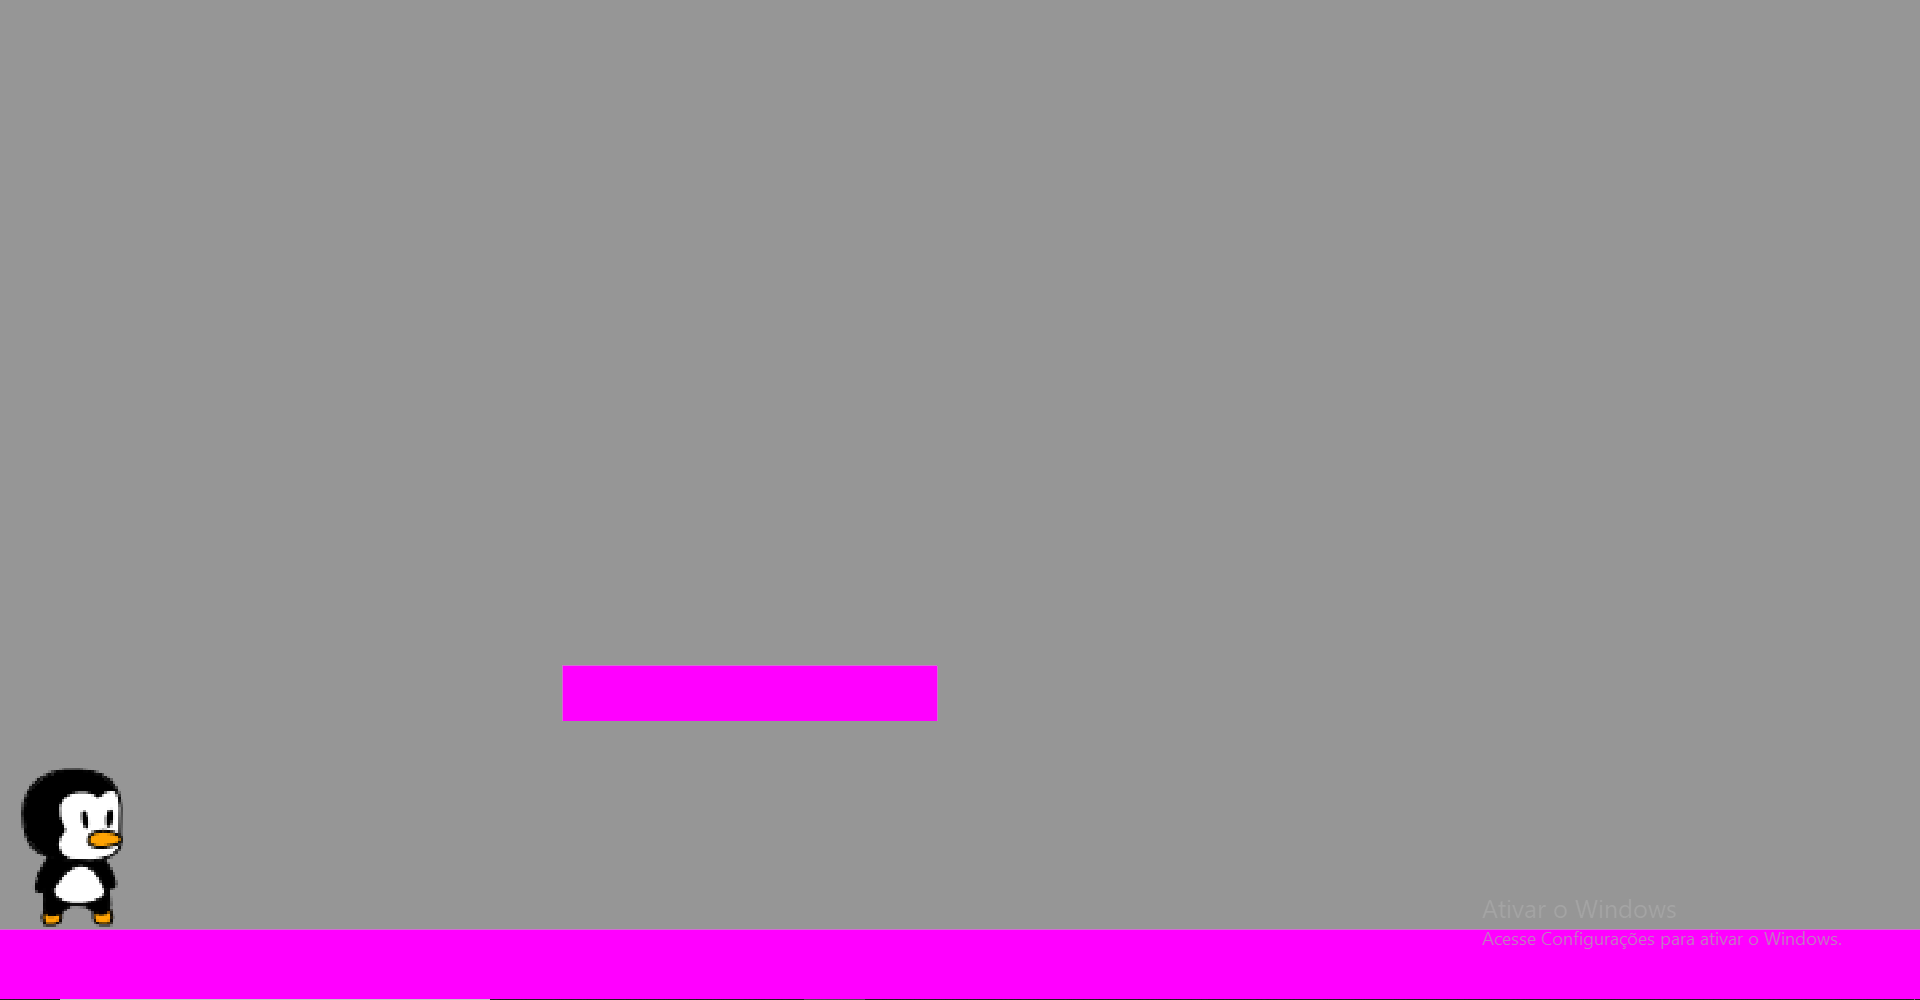 Ativar o Windows
Acesse Configurações para ativar o Windows.